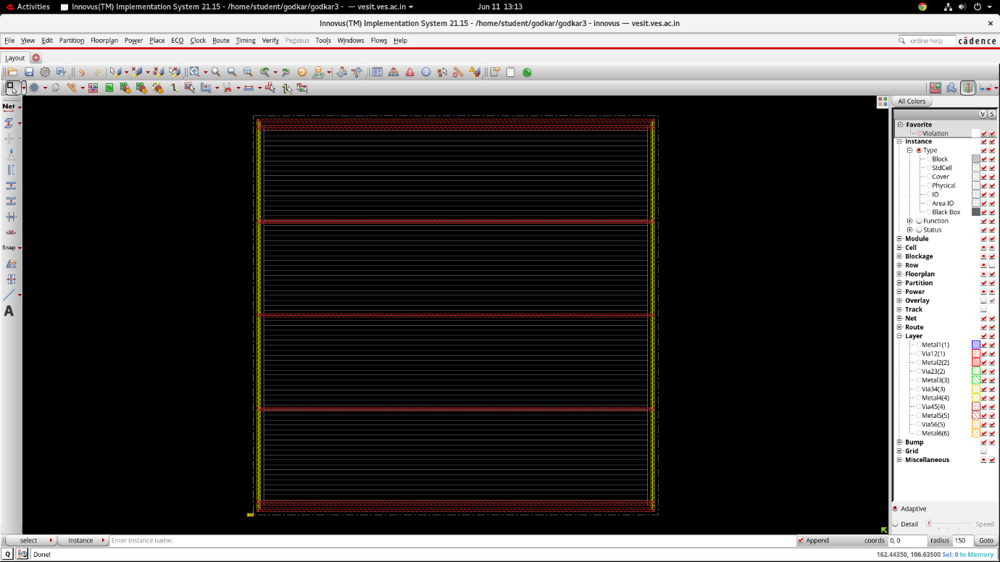 Activities Innovus(TM) Implementation System 21.15 - /home/student/godkar/godkar3 - — vesit.ves.ac.in Jun 11 13:13
Innovus(TM) Implementation System 21.15 - /home/student/godkar/godkar3 - innovus — vesit.ves.ac.in ×
File View Edit Partition Floorplan Power Place ECO Clock Route Timing Verify Pegasus Tools Windows Flows Help online help cādence
Layout
Net
Snap
A
All Colors
V S
Favorite
Violation
Instance
Type
Block
StdCell
Cover
Physical
IO
Area IO
Black Box
Function
Status
Module
Cell
Blockage
Row
Floorplan
Partition
Power
Overlay
Track
Net
Route
Layer
Metal1(1)
Via12(1)
Metal2(2)
Via23(2)
Metal3(3)
Via34(3)
Metal4(4)
Via45(4)
Metal5(5)
Via56(5)
Metal6(6)
Bump
Grid
Miscellaneous
Adaptive
Detail Speed
select Instance Enter Instance name. Append coords 0, 0 radius 150 Goto
Q Done! 162.44350, 106.63500 Sel: 0 In Memory